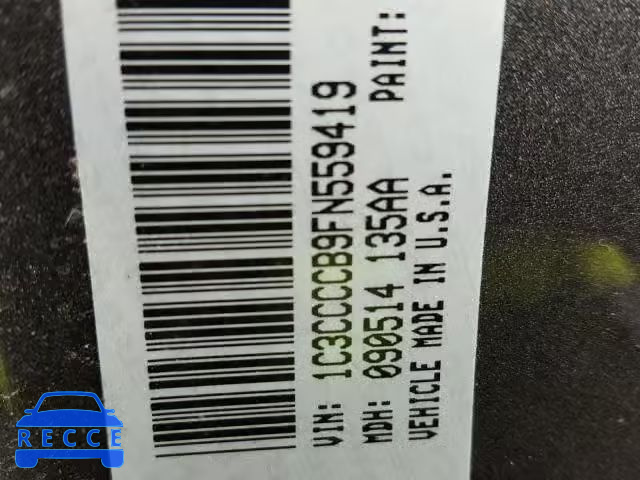 VIN: 1C3CCCCB9FN559419
MDH: 090514 135AA PAINT:
VEHICLE MADE IN U.S.A.
RECCE